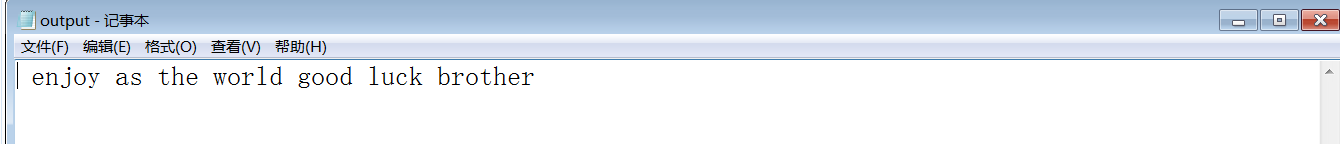 output - 记事本
文件(F) 编辑(E) 格式(O) 查看(V) 帮助(H)
enjoy as the world good luck brother